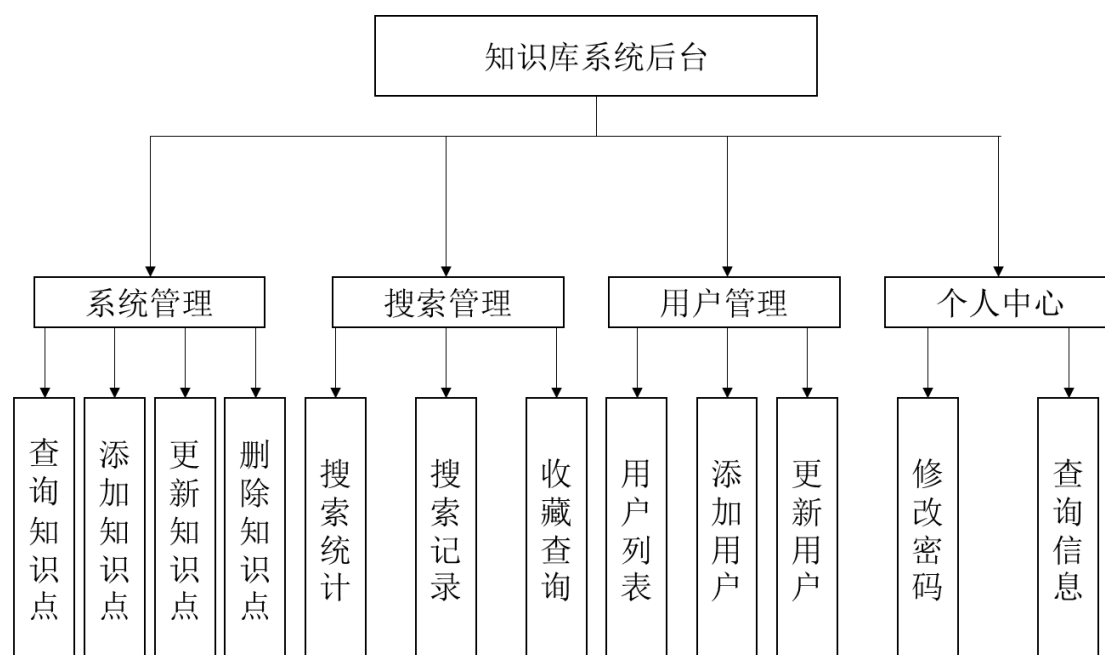 知识库系统后台
系统管理
搜索管理
用户管理
个人中心
查询知识点
添加知识点
更新知识点
删除知识点
搜索统计
搜索记录
收藏查询
用户列表
添加用户
更新用户
修改密码
查询信息